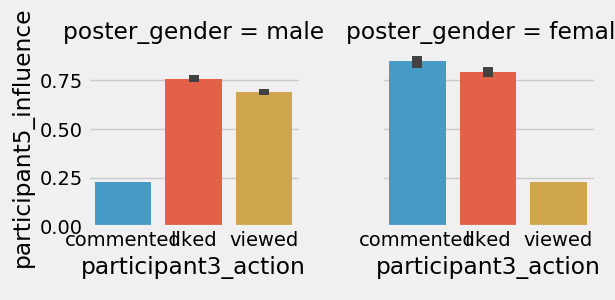 poster_gender = male
poster_gender = femal
participant5_influence
0.75
0.50
0.25
0.00
commented liked viewed
commented liked viewed
participant3_action
participant3_action